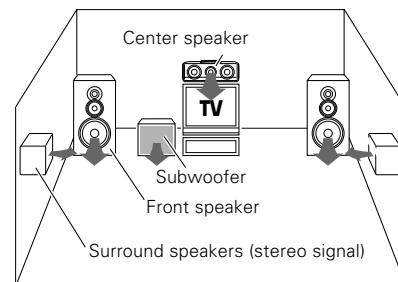 Center speaker
TV
Subwoofer
Front speaker
Surround speakers (stereo signal)